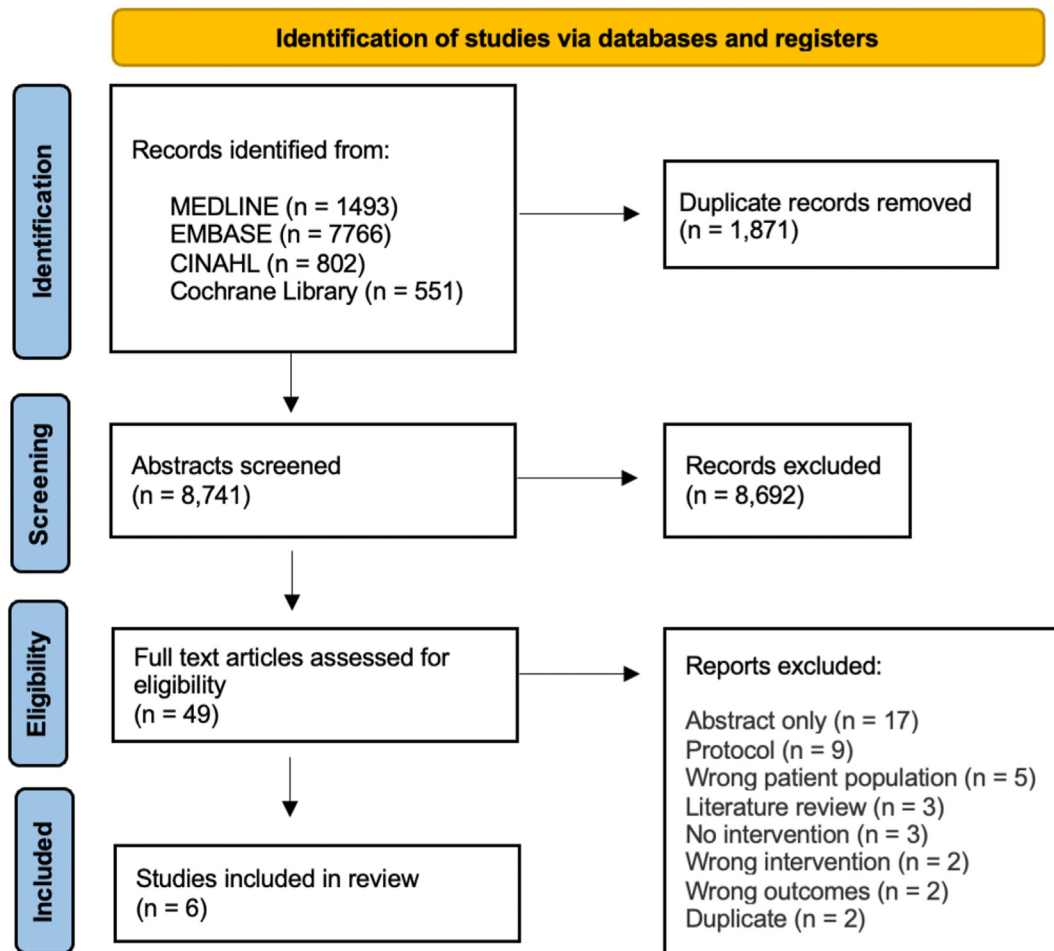 Identification of studies via databases and registers
Identification
Records identified from:
MEDLINE (n = 1493)
EMBASE (n = 7766)
CINAHL (n = 802)
Cochrane Library (n = 551)
Duplicate records removed
(n = 1,871)
Screening
Abstracts screened
(n = 8,741)
Records excluded
(n = 8,692)
Eligibility
Full text articles assessed for
eligibility
(n = 49)
Reports excluded:
Abstract only (n = 17)
Protocol (n = 9)
Wrong patient population (n = 5)
Literature review (n = 3)
No intervention (n = 3)
Wrong intervention (n = 2)
Wrong outcomes (n = 2)
Duplicate (n = 2)
Included
Studies included in review
(n = 6)